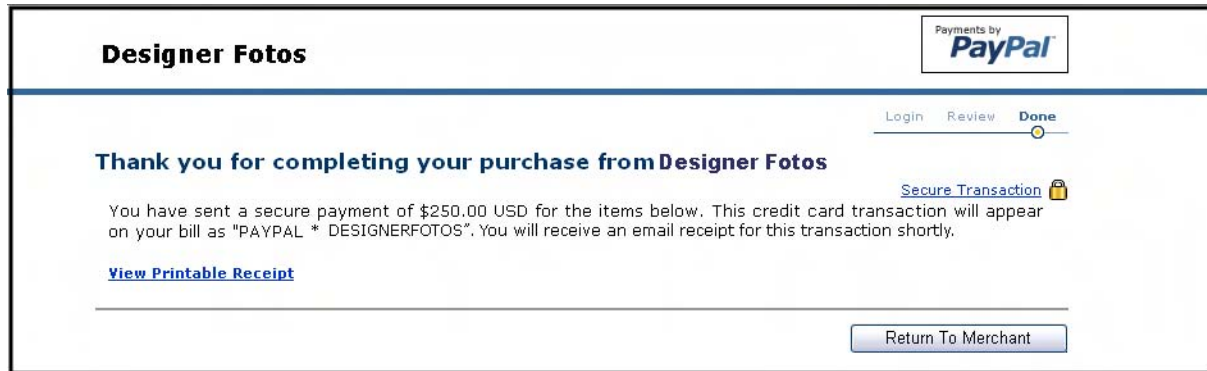 Designer Fotos
Payments by
PayPal
Login Review Done
Thank you for completing your purchase from Designer Fotos
Secure Transaction
You have sent a secure payment of $250.00 USD for the items below. This credit card transaction will appear
on your bill as "PAYPAL * DESIGNERFOTOS". You will receive an email receipt for this transaction shortly.
View Printable Receipt
Return To Merchant